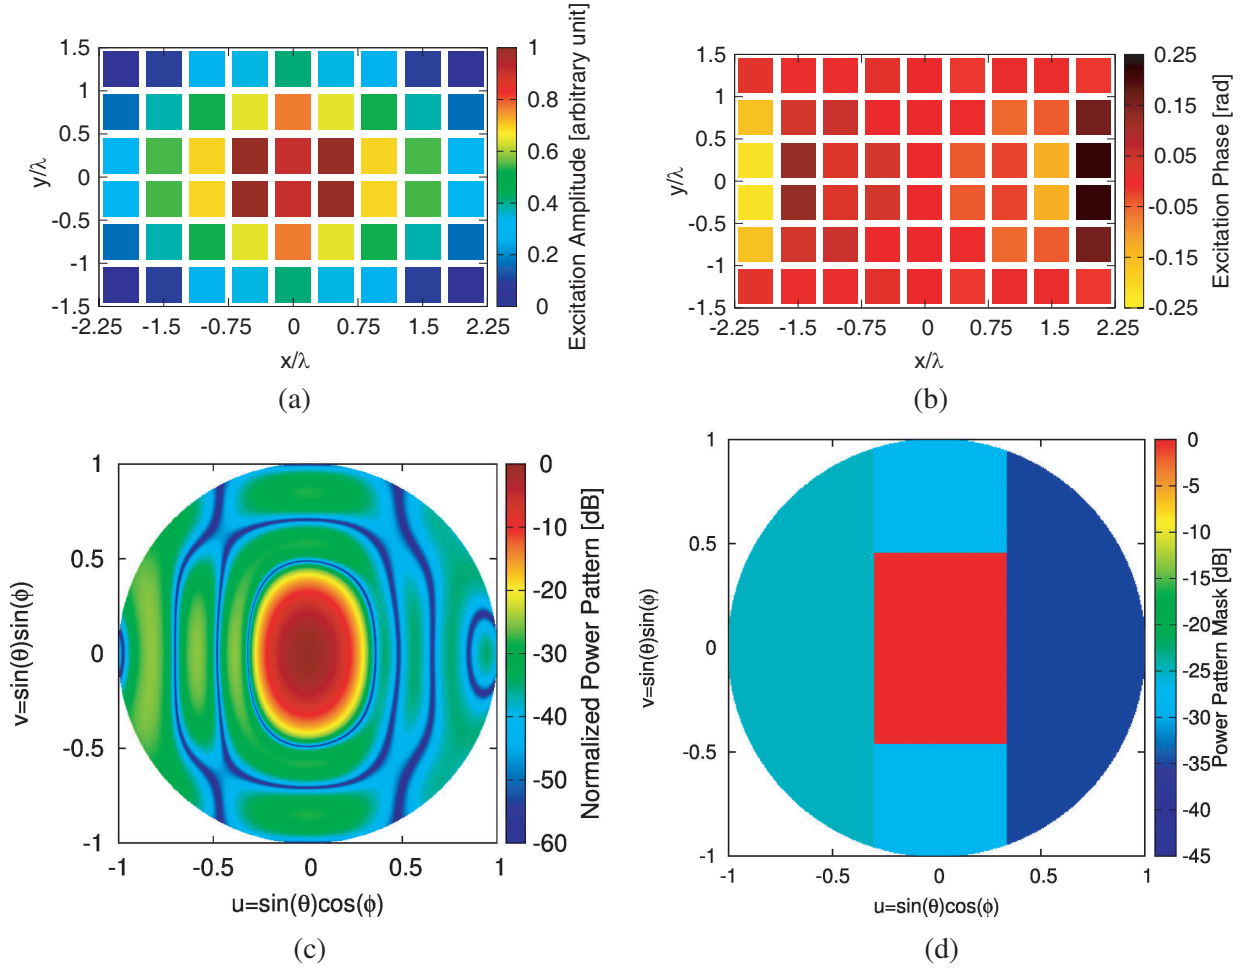 1.5
1
0.5
0
-0.5
-1
-1.5
y/λ
-2.25 -1.5 -0.75 0 0.75 1.5 2.25
x/λ
1
0.8
0.6
0.4
0.2
0
Excitation Amplitude [arbitrary unit]
(a)
1.5
1
0.5
0
-0.5
-1
-1.5
y/λ
-2.25 -1.5 -0.75 0 0.75 1.5 2.25
x/λ
0.25
0.15
0.05
-0.05
-0.15
-0.25
Excitation Phase [rad]
(b)
1
0.5
0
-0.5
-1
v=sin(θ)sin(ϕ)
-1 -0.5 0 0.5 1
u=sin(θ)cos(ϕ)
0
-10
-20
-30
-40
-50
-60
Normalized Power Pattern [dB]
(c)
1
0.5
0
-0.5
-1
v=sin(θ)sin(ϕ)
-1 -0.5 0 0.5 1
u=sin(θ)cos(ϕ)
0
-5
-10
-15
-20
-25
-30
-35
-40
-45
Power Pattern Mask [dB]
(d)